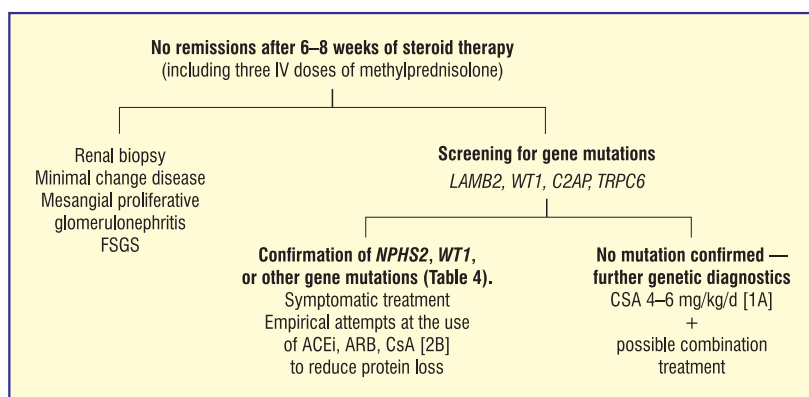 No remissions after 6–8 weeks of steroid therapy
(including three IV doses of methylprednisolone)
Renal biopsy
Minimal change disease
Mesangial proliferative
glomerulonephritis
FSGS
Screening for gene mutations
LAMB2, WT1, C2AP, TRPC6
Confirmation of NPHS2, WT1,
or other gene mutations (Table 4).
Symptomatic treatment
Empirical attempts at the use
of ACEi, ARB, CsA [2B]
to reduce protein loss
No mutation confirmed —
further genetic diagnostics
CSA 4–6 mg/kg/d [1A]
+
possible combination
treatment